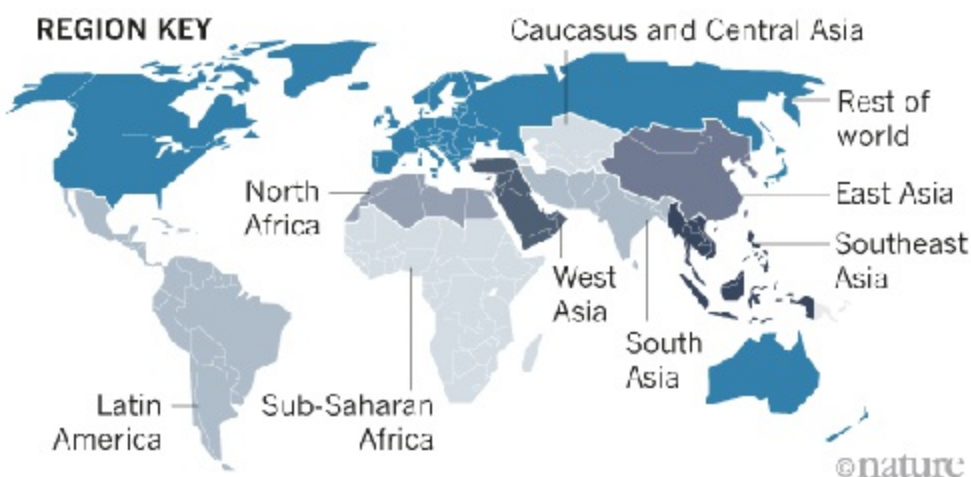 REGION KEY
Caucasus and Central Asia
Rest of
world
North
Africa
East Asia
Southeast
Asia
West
Asia
South
Asia
Latin
America
Sub-Saharan
Africa
©nature